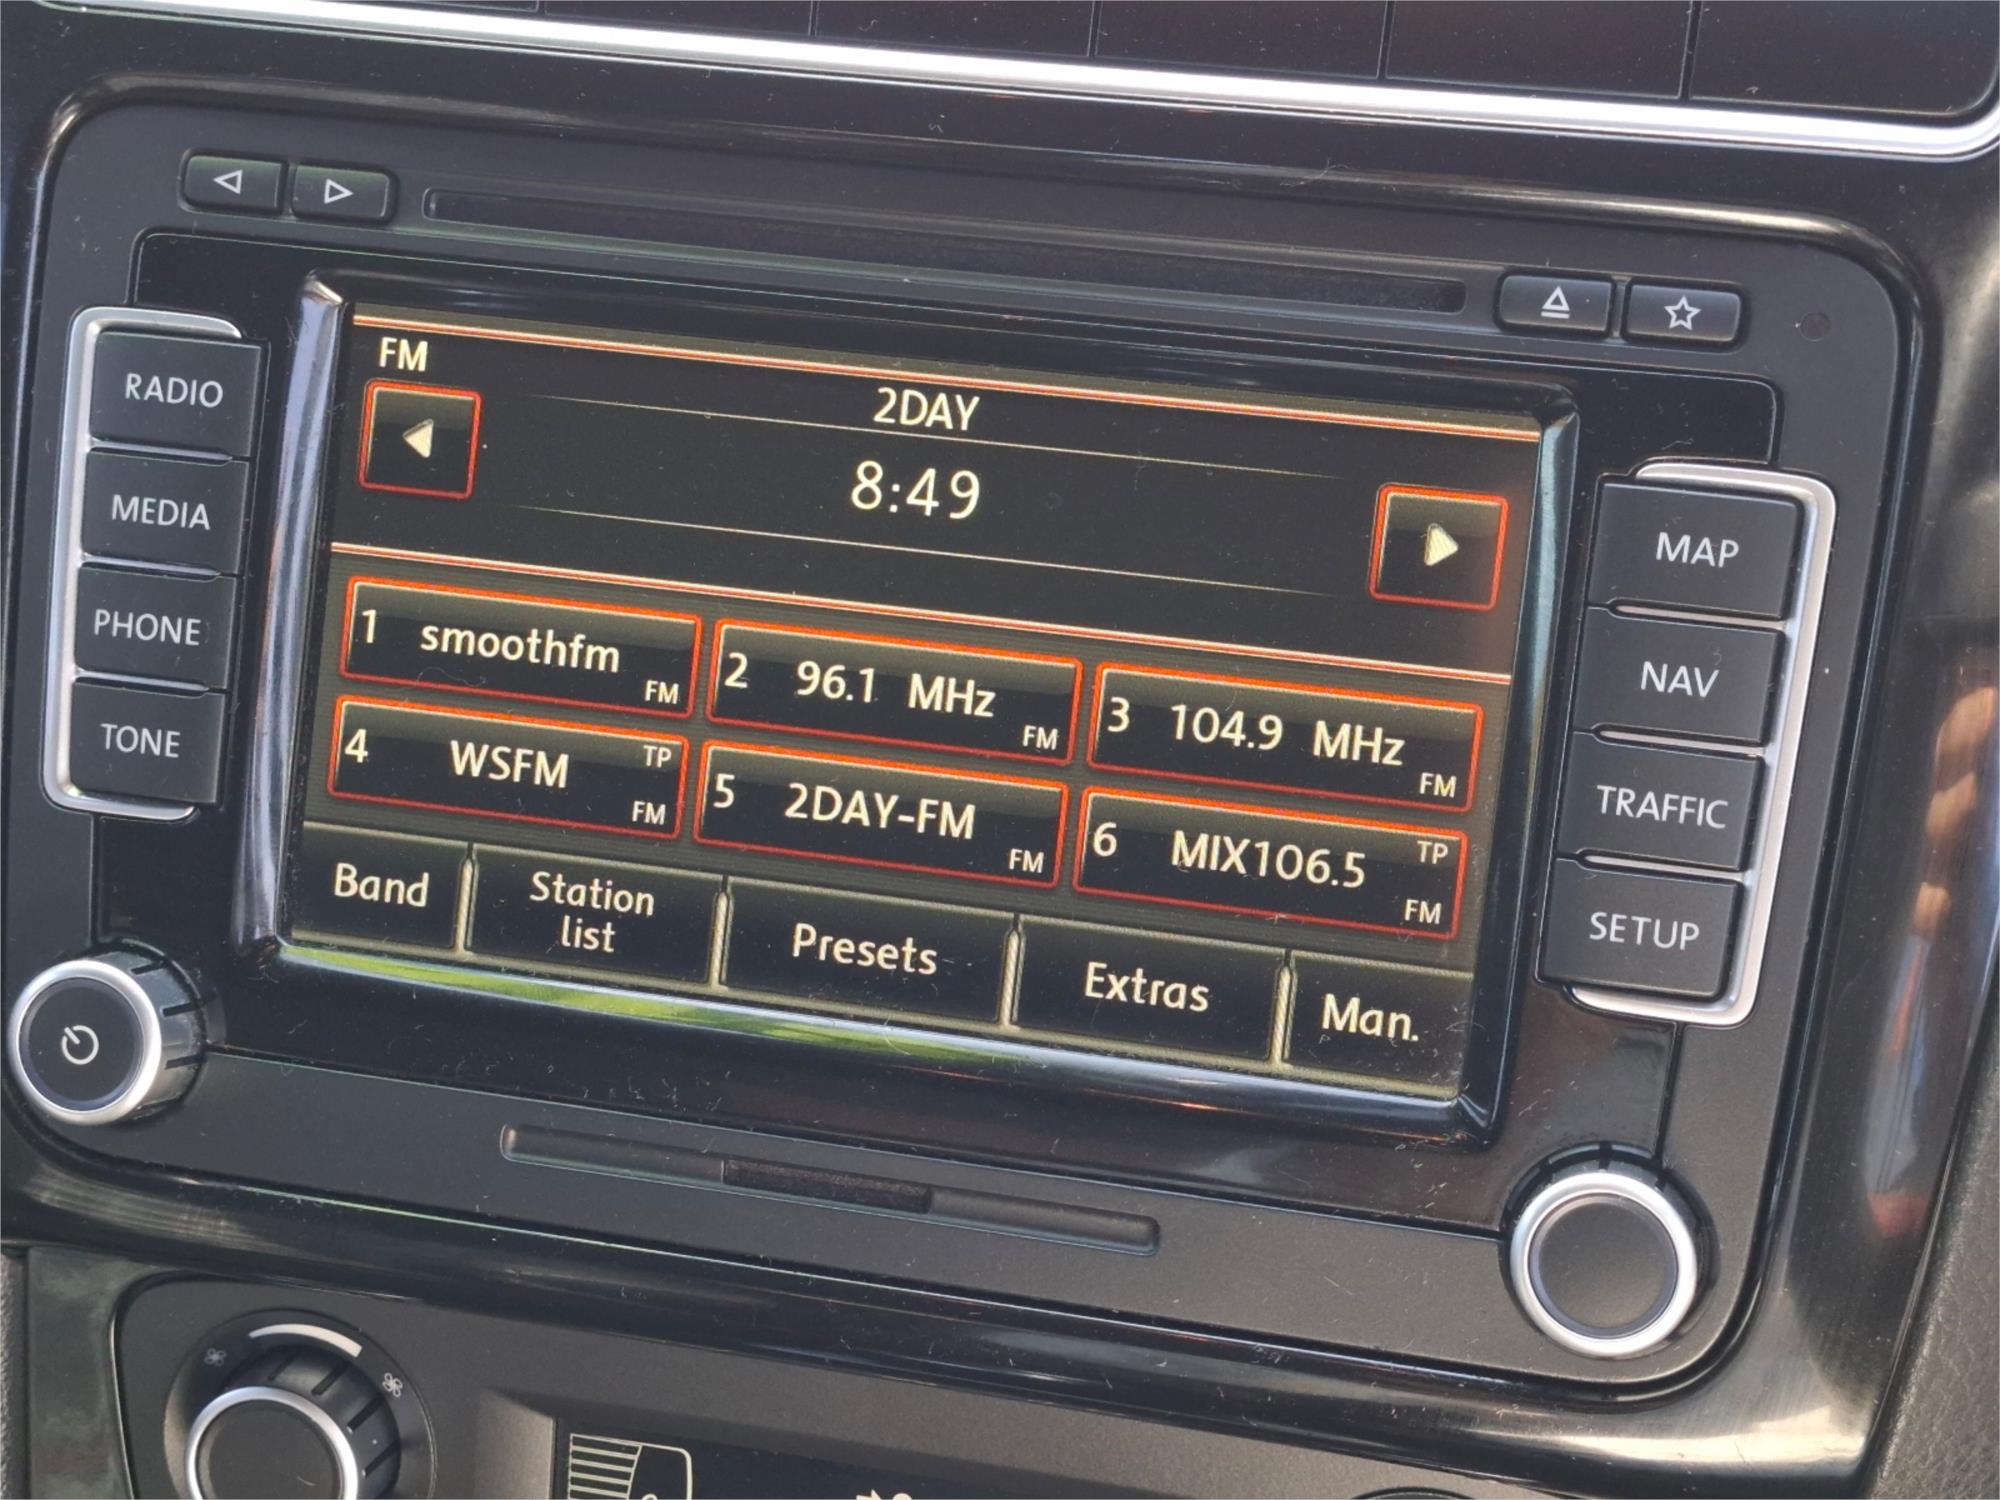 FM
2DAY
8:49
1 smoothfm FM
2 96.1 MHz FM
3 104.9 MHz FM
4 WSFM TP FM
5 2DAY-FM FM
6 MIX106.5 TP FM
Band
Station
list
Presets
Extras
Man.
RADIO
MEDIA
PHONE
TONE
MAP
NAV
TRAFFIC
SETUP